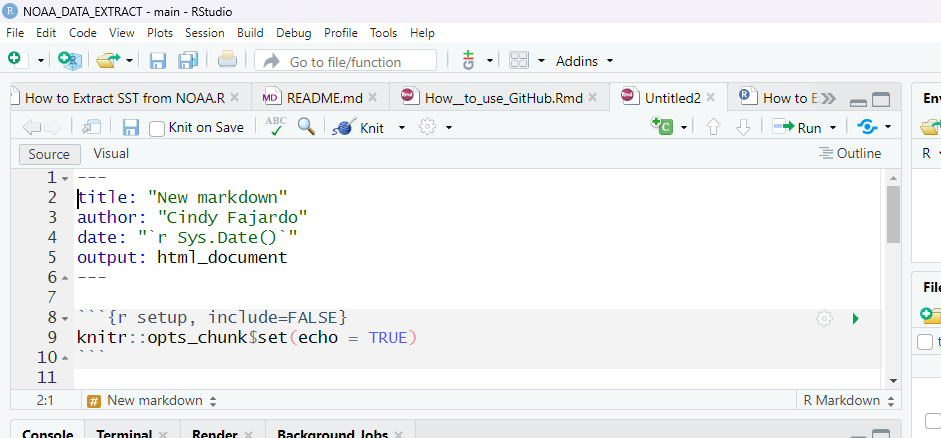 NOAA_DATA_EXTRACT - main - RStudio
File Edit Code View Plots Session Build Debug Profile Tools Help
Go to file/function Addins
How to Extract SST from NOAA.R README.md How__to_use_GitHub.Rmd Untitled2 How to E
Knit on Save ABC Knit Run
Source Visual Outline
1 ---
2 title: "New markdown"
3 author: "Cindy Fajardo"
4 date: "`r Sys.Date()`"
5 output: html_document
6 ---
7
8 ```{r setup, include=FALSE}
9 knitr::opts_chunk$set(echo = TRUE)
10 ```
11
2:1 # New markdown R Markdown
Console Terminal Render Background Jobs
Env
R
File